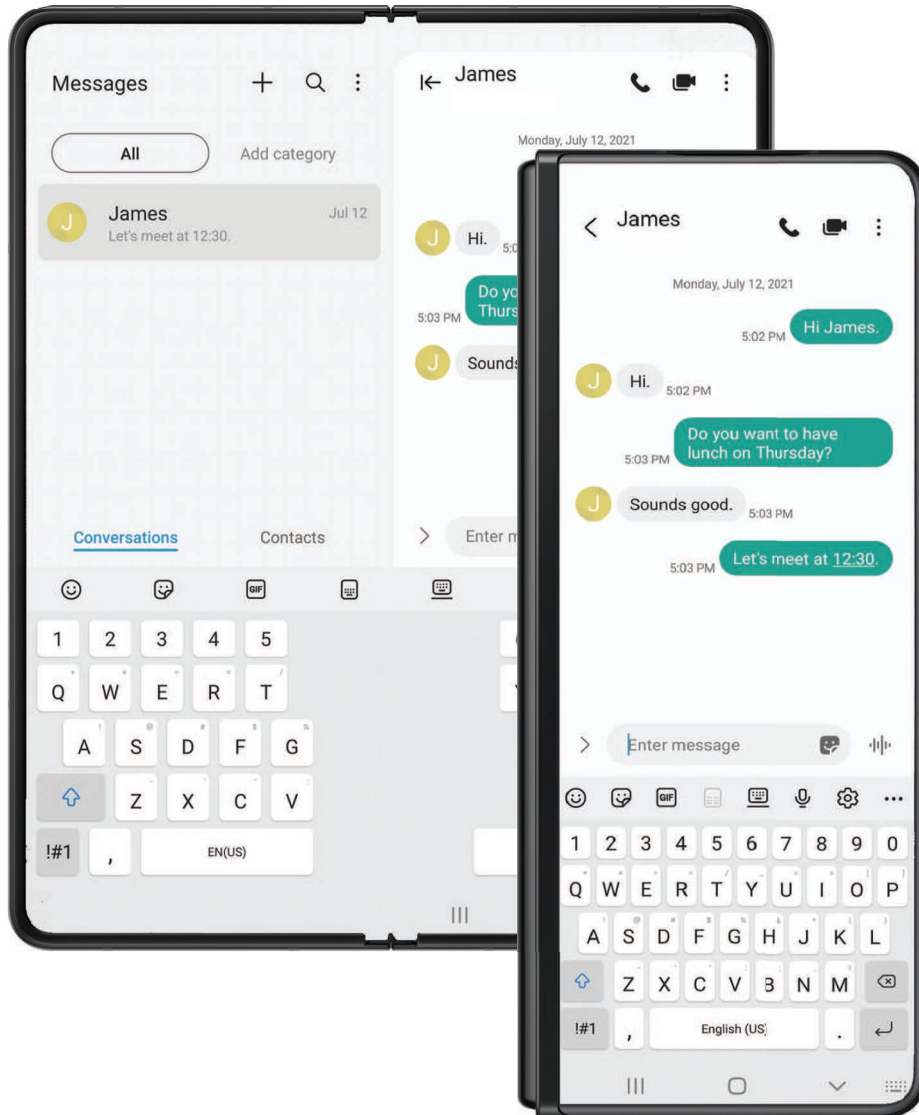 Messages
All
Add category
J
James
Jul 12
Let's meet at 12:30.
Conversations
Contacts
James
Monday, July 12, 2021
J
Hi.
Do
Thurs
5:03 PM
J
Sounds
Enter
GIF
1 2 3 4 5
Q W E R T
A S D F G
Z X C V
!#1 , EN(US)
James
Monday, July 12, 2021
5:02 PM
Hi James.
J
Hi.
5:02 PM
Do you want to have
lunch on Thursday?
5:03 PM
J
Sounds good.
5:03 PM
5:03 PM
Let's meet at 12:30.
Enter message
GIF
1 2 3 4 5 6 7 8 9 0
Q W E R T Y U I O P
A S D F G H J K L
Z X C V B N M
!#1 , English (US) .